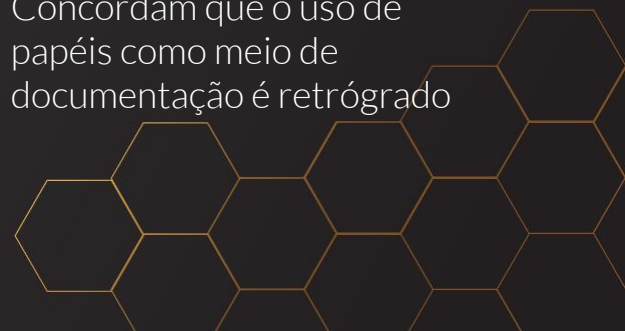 Concordam que o uso de
papéis como meio de
documentação é retrógrado